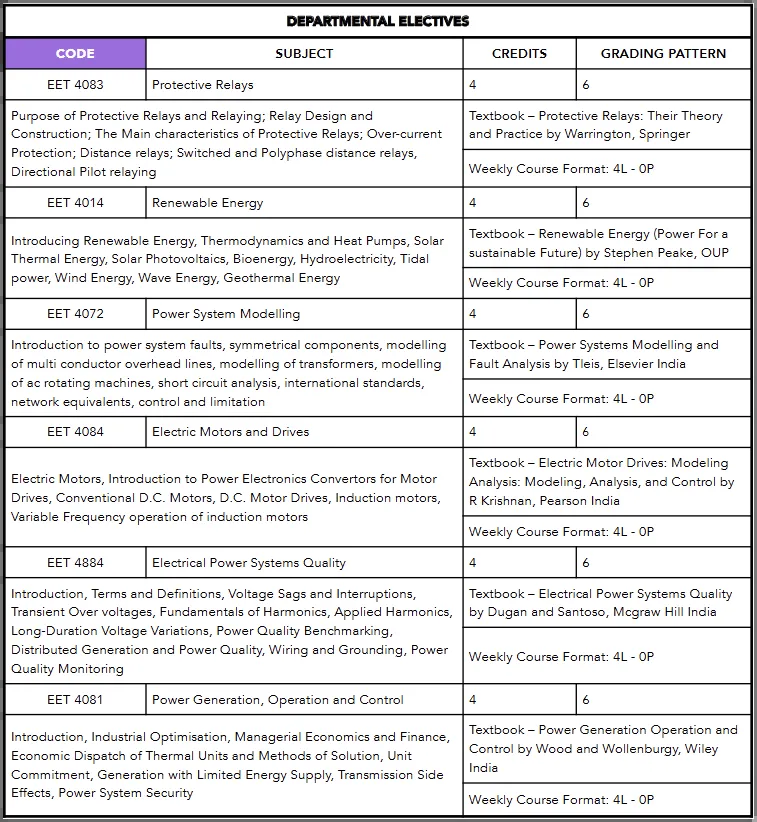 DEPARTMENTAL ELECTIVES
CODE SUBJECT CREDITS GRADING PATTERN
EET 4083 Protective Relays 4 6
Purpose of Protective Relays and Relaying; Relay Design and
Construction; The Main characteristics of Protective Relays; Over-current
Protection; Distance relays; Switched and Polyphase distance relays,
Directional Pilot relaying
Textbook – Protective Relays: Their Theory
and Practice by Warrington, Springer
Weekly Course Format: 4L - 0P
EET 4014 Renewable Energy 4 6
Introducing Renewable Energy, Thermodynamics and Heat Pumps, Solar
Thermal Energy, Solar Photovoltaics, Bioenergy, Hydroelectricity, Tidal
power, Wind Energy, Wave Energy, Geothermal Energy
Textbook – Renewable Energy (Power For a
sustainable Future) by Stephen Peake, OUP
Weekly Course Format: 4L - 0P
EET 4072 Power System Modelling 4 6
Introduction to power system faults, symmetrical components, modelling
of multi conductor overhead lines, modelling of transformers, modelling
of ac rotating machines, short circuit analysis, international standards,
network equivalents, control and limitation
Textbook – Power Systems Modelling and
Fault Analysis by Tleis, Elsevier India
Weekly Course Format: 4L - 0P
EET 4084 Electric Motors and Drives 4 6
Electric Motors, Introduction to Power Electronics Convertors for Motor
Drives, Conventional D.C. Motors, D.C. Motor Drives, Induction motors,
Variable Frequency operation of induction motors
Textbook – Electric Motor Drives: Modeling
Analysis: Modeling, Analysis, and Control by
R Krishnan, Pearson India
Weekly Course Format: 4L - 0P
EET 4884 Electrical Power Systems Quality 4 6
Introduction, Terms and Definitions, Voltage Sags and Interruptions,
Transient Over voltages, Fundamentals of Harmonics, Applied Harmonics,
Long-Duration Voltage Variations, Power Quality Benchmarking,
Distributed Generation and Power Quality, Wiring and Grounding, Power
Quality Monitoring
Textbook – Electrical Power Systems Quality
by Dugan and Santoso, Mcgraw Hill India
Weekly Course Format: 4L - 0P
EET 4081 Power Generation, Operation and Control 4 6
Introduction, Industrial Optimisation, Managerial Economics and Finance,
Economic Dispatch of Thermal Units and Methods of Solution, Unit
Commitment, Generation with Limited Energy Supply, Transmission Side
Effects, Power System Security
Textbook – Power Generation Operation and
Control by Wood and Wollenburgy, Wiley
India
Weekly Course Format: 4L - 0P